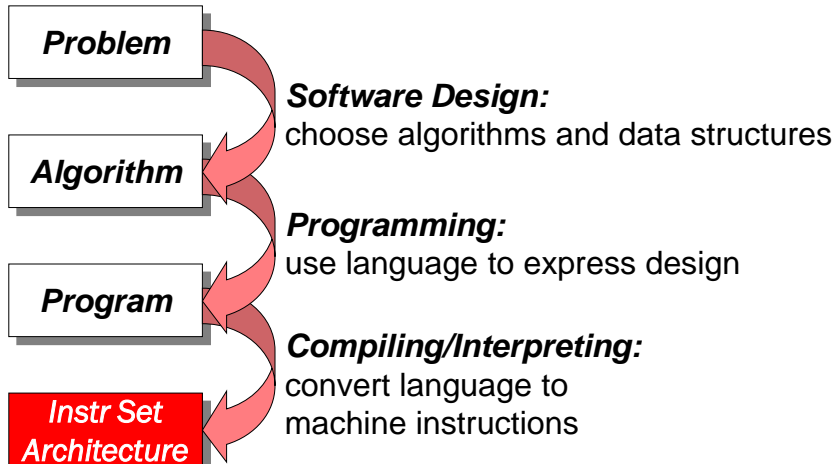 Problem
Software Design:
choose algorithms and data structures
Algorithm
Programming:
use language to express design
Program
Compiling/Interpreting:
convert language to
machine instructions
Instr Set
Architecture